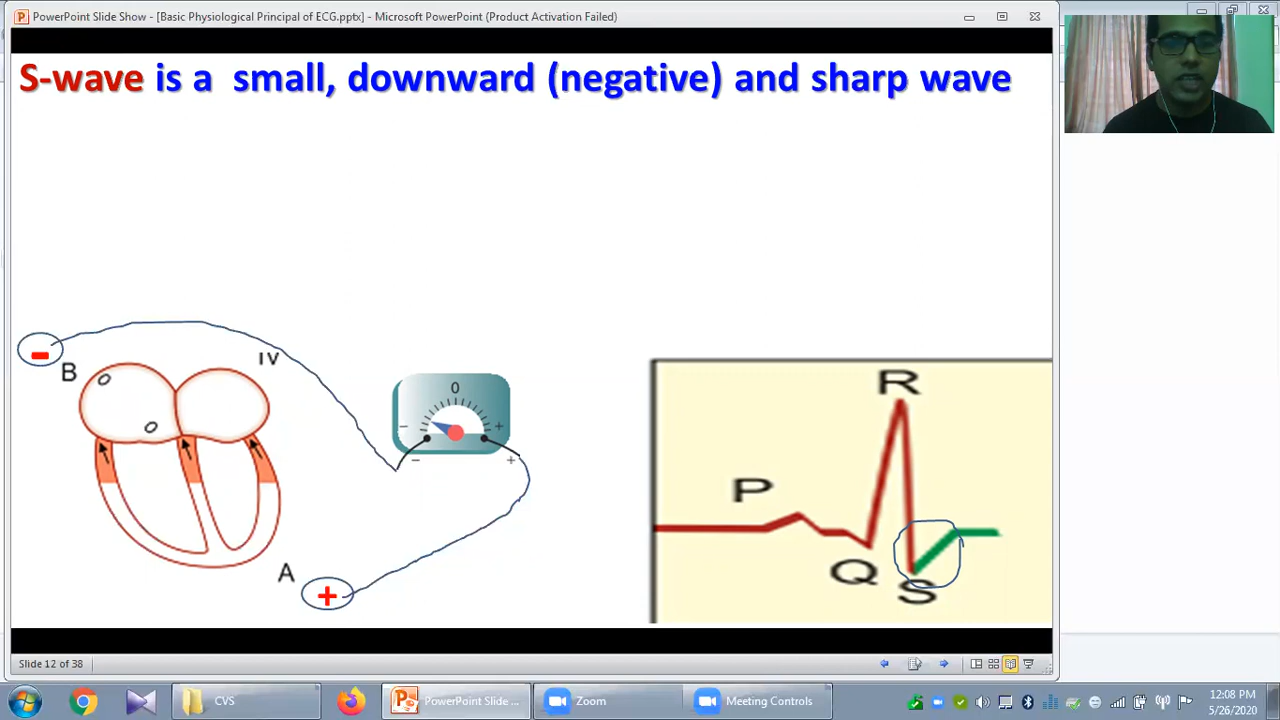 PowerPoint Slide Show - [Basic Physiological Principal of ECG.pptx] - Microsoft PowerPoint (Product Activation Failed)
S-wave is a small, downward (negative) and sharp wave
-
B
IV
0
- +
- +
A
+
P
R
Q
S
Slide 12 of 38
CVS
PowerPoint Slide ...
Zoom
Meeting Controls
12:08 PM
5/26/2020